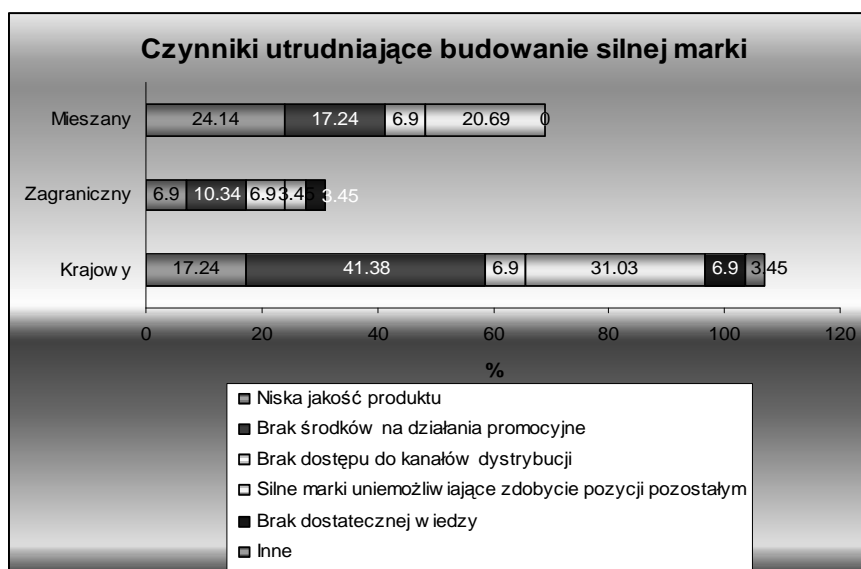 Czynniki utrudniające budowanie silnej marki
Mieszany
24.14 17.24 6.9 20.69 0
Zagraniczny
6.9 10.34 6.9 3.45 3.45
Krajowy
17.24 41.38 6.9 31.03 6.9 3.45
0 20 40 60 80 100 120
%
Niska jakość produktu
Brak środków na działania promocyjne
Brak dostępu do kanałów dystrybucji
Silne marki uniemożliwiające zdobycie pozycji pozostałym
Brak dostatecznej wiedzy
Inne